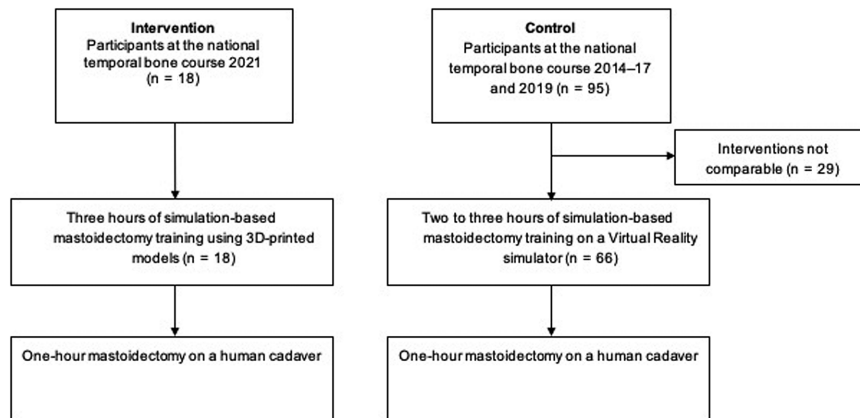 Intervention
Participants at the national
temporal bone course 2021
(n = 18)
Control
Participants at the national
temporal bone course 2014–17
and 2019 (n = 95)
Interventions not
comparable (n = 29)
Three hours of simulation-based
mastoidectomy training using 3D-printed
models (n = 18)
Two to three hours of simulation-based
mastoidectomy training on a Virtual Reality
simulator (n = 66)
One-hour mastoidectomy on a human cadaver
One-hour mastoidectomy on a human cadaver